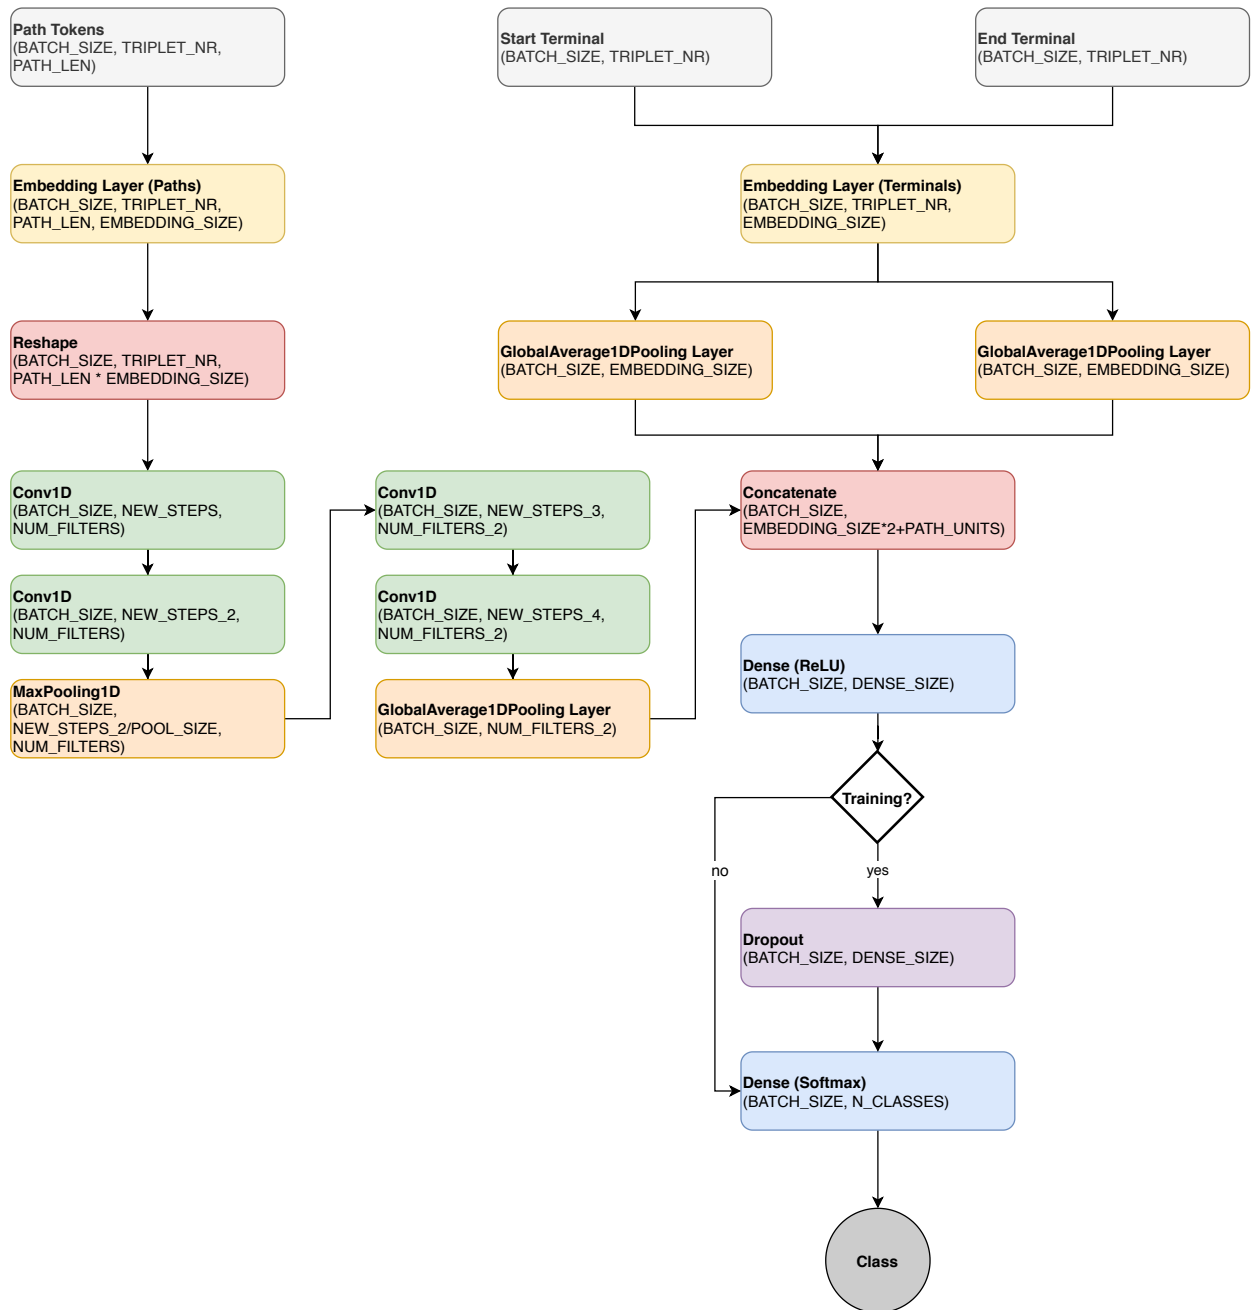 Path Tokens
(BATCH_SIZE, TRIPLET_NR,
PATH_LEN)
Start Terminal
(BATCH_SIZE, TRIPLET_NR)
End Terminal
(BATCH_SIZE, TRIPLET_NR)
Embedding Layer (Paths)
(BATCH_SIZE, TRIPLET_NR,
PATH_LEN, EMBEDDING_SIZE)
Embedding Layer (Terminals)
(BATCH_SIZE, TRIPLET_NR,
EMBEDDING_SIZE)
Reshape
(BATCH_SIZE, TRIPLET_NR,
PATH_LEN * EMBEDDING_SIZE)
GlobalAverage1DPooling Layer
(BATCH_SIZE, EMBEDDING_SIZE)
GlobalAverage1DPooling Layer
(BATCH_SIZE, EMBEDDING_SIZE)
Conv1D
(BATCH_SIZE, NEW_STEPS,
NUM_FILTERS)
Conv1D
(BATCH_SIZE, NEW_STEPS_2,
NUM_FILTERS)
MaxPooling1D
(BATCH_SIZE,
NEW_STEPS_2/POOL_SIZE,
NUM_FILTERS)
Conv1D
(BATCH_SIZE, NEW_STEPS_3,
NUM_FILTERS_2)
Conv1D
(BATCH_SIZE, NEW_STEPS_4,
NUM_FILTERS_2)
GlobalAverage1DPooling Layer
(BATCH_SIZE, NUM_FILTERS_2)
Concatenate
(BATCH_SIZE,
EMBEDDING_SIZE*2+PATH_UNITS)
Dense (ReLU)
(BATCH_SIZE, DENSE_SIZE)
Training?
no
yes
Dropout
(BATCH_SIZE, DENSE_SIZE)
Dense (Softmax)
(BATCH_SIZE, N_CLASSES)
Class